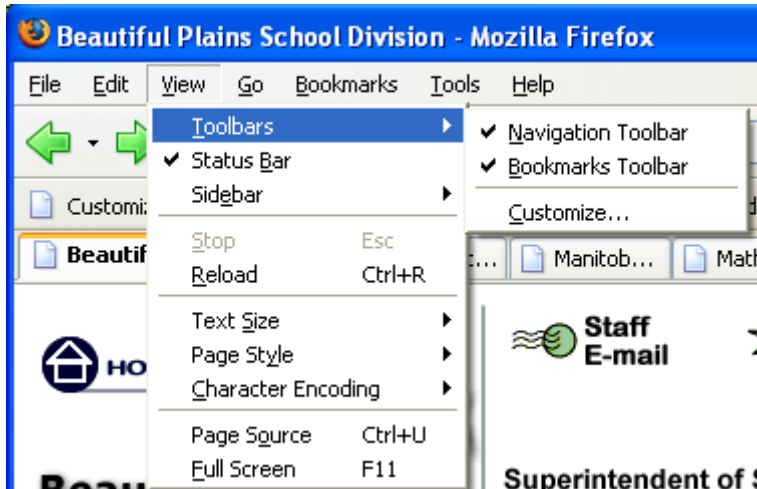 Beautiful Plains School Division - Mozilla Firefox
File Edit View Go Bookmarks Tools Help
Toolbars
Status Bar
Sidebar
Stop Esc
Reload Ctrl+R
Text Size
Page Style
Character Encoding
Page Source Ctrl+U
Full Screen F11
Navigation Toolbar
Bookmarks Toolbar
Customize...
Customi
Beautif ... Manitob... Math
HO
Staff
E-mail
Beau
Superintendent of S